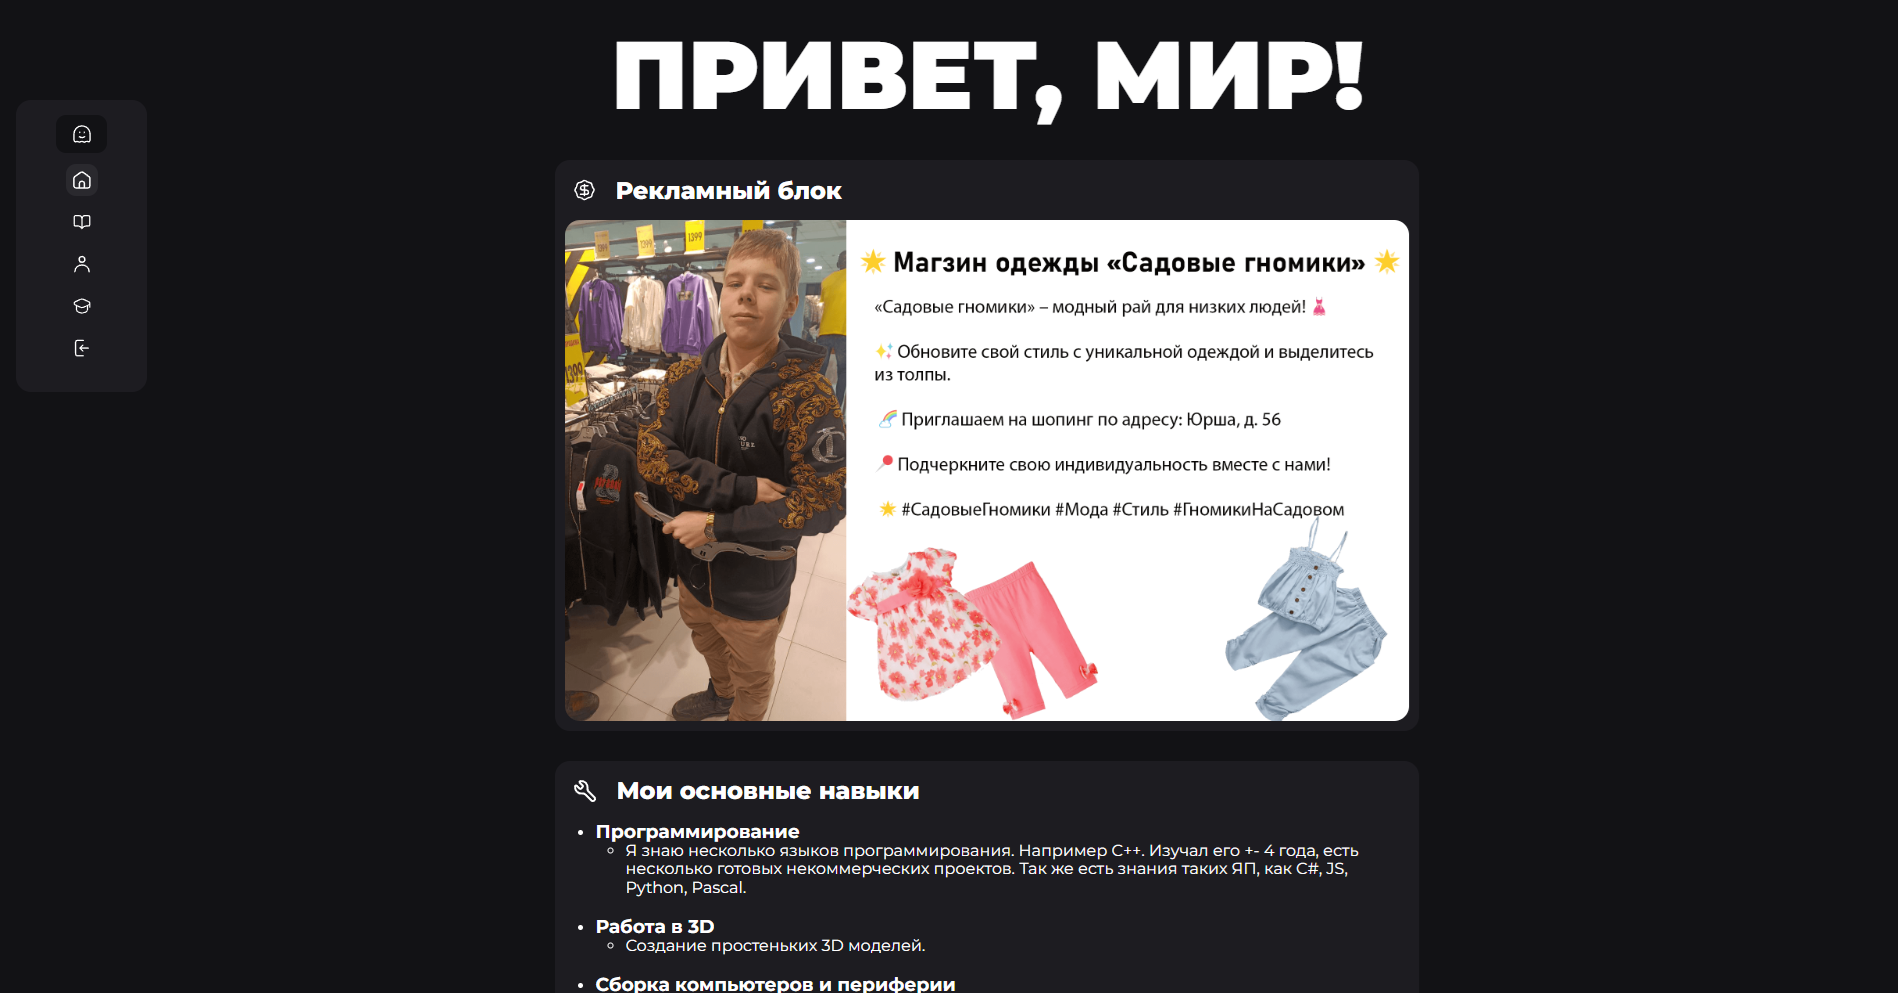 ПРИВЕТ, МИР!
Рекламный блок
1399
1399
1399
1399
Магзин одежды «Садовые гномики»
«Садовые гномики» – модный рай для низких людей!
Обновите свой стиль с уникальной одеждой и выделитесь
из толпы.
Приглашаем на шопинг по адресу: Юрша, д. 56
Подчеркните свою индивидуальность вместе с нами!
#СадовыеГномики #Мода #Стиль #ГномикиНаСадовом
Мои основные навыки
• Программирование
◦ Я знаю несколько языков программирования. Например C++. Изучал его +- 4 года, есть
несколько готовых некоммерческих проектов. Так же есть знания таких ЯП, как C#, JS,
Python, Pascal.
• Работа в 3D
◦ Создание простеньких 3D моделей.
• Сборка компьютеров и периферии